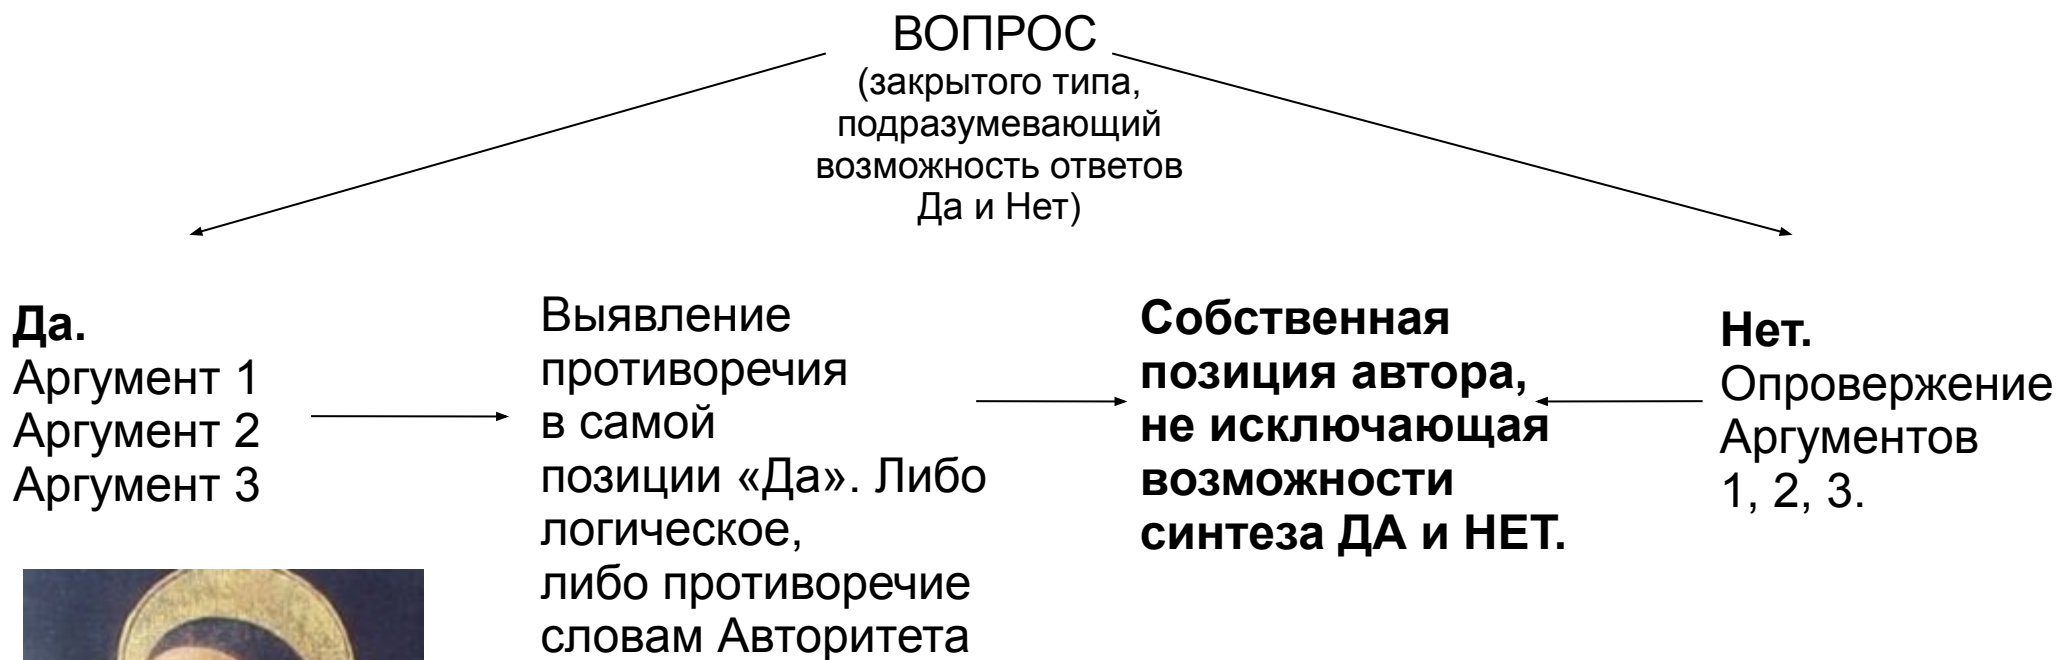 ВОПРОС
(закрытого типа,
подразумевающий
возможность ответов
Да и Нет)
Да.
Аргумент 1
Аргумент 2
Аргумент 3
Выявление
противоречия
в самой
позиции «Да». Либо
логическое,
либо противоречие
словам Авторитета
Собственная
позиция автора,
не исключающая
возможности
синтеза ДА и НЕТ.
Нет.
Опровержение
Аргументов
1, 2, 3.